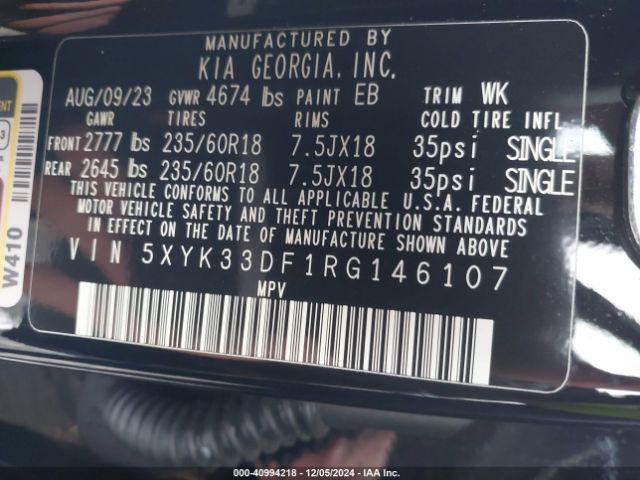 MANUFACTURED BY
KIA GEORGIA, INC.
AUG/09/23 GVWR 4674 lbs PAINT EB TRIM WK
GAWR TIRES RIMS COLD TIRE INFL
FRONT 2777 lbs 235/60R18 7.5JX18 35psi SINGLE
REAR 2645 lbs 235/60R18 7.5JX18 35psi SINGLE
THIS VEHICLE CONFORMS TO ALL APPLICABLE U.S.A. FEDERAL
MOTOR VEHICLE SAFETY AND THEFT PREVENTION STANDARDS
IN EFFECT ON THE DATE OF MANUFACTURE SHOWN ABOVE
VIN 5XYK33DF1RG146107
MPV
W410
000-40994218 - 12/05/2024 - IAA Inc.